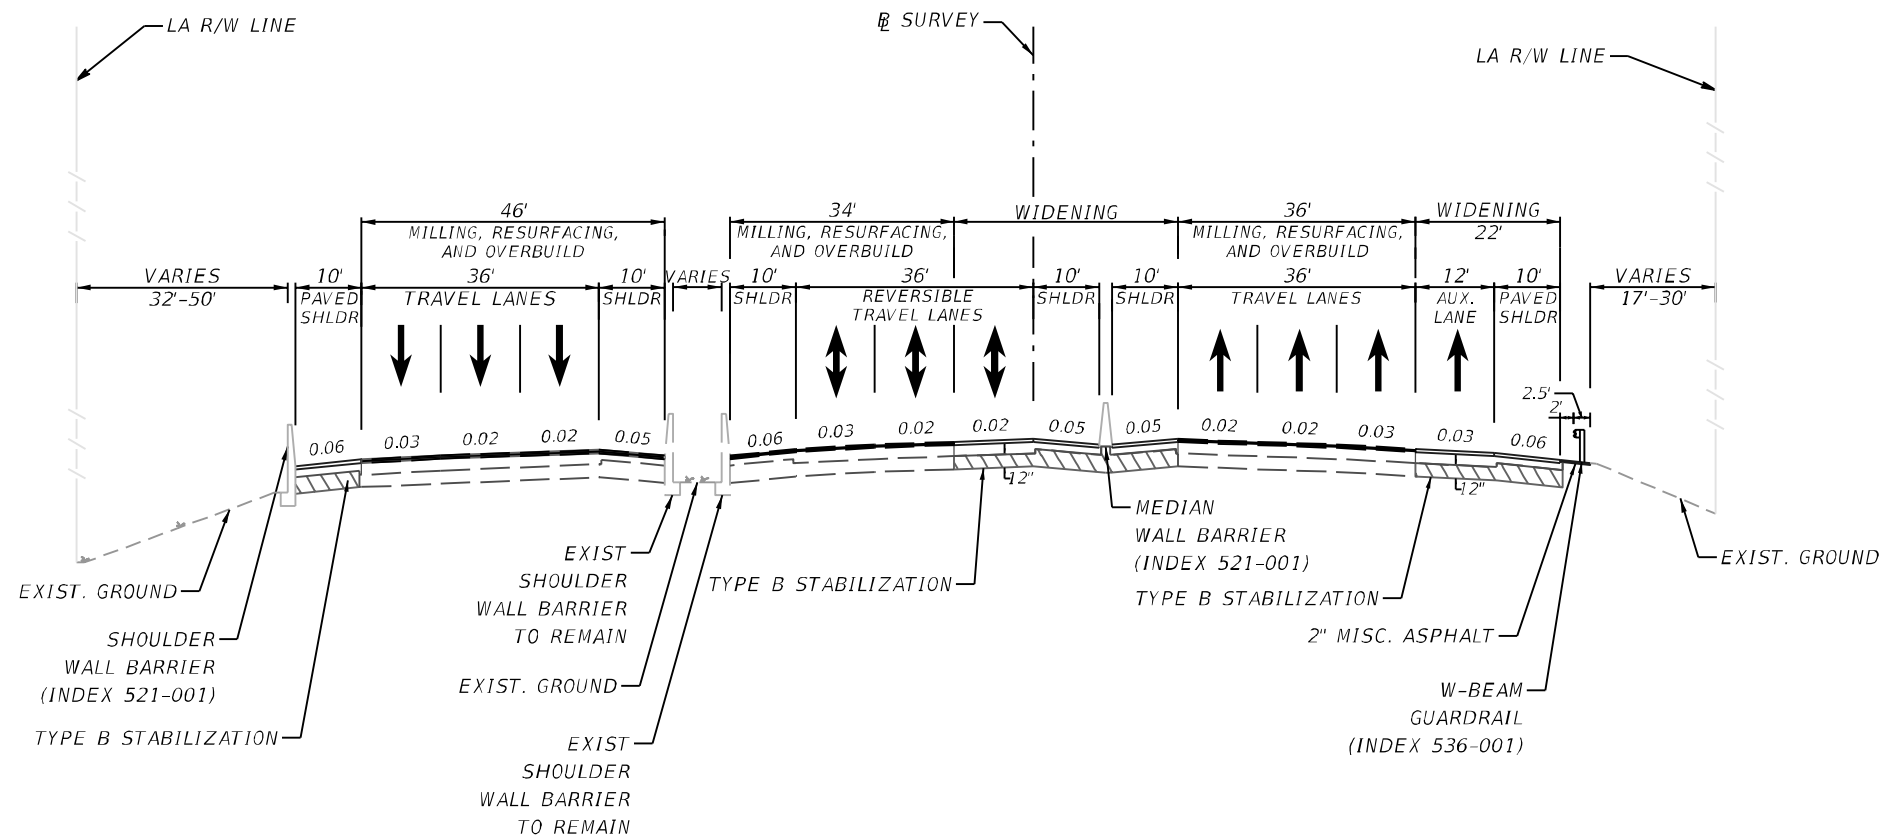 LA R/W LINE
BL SURVEY
LA R/W LINE
46'
MILLING, RESURFACING,
AND OVERBUILD
34'
MILLING, RESURFACING,
AND OVERBUILD
WIDENING
36'
MILLING, RESURFACING,
AND OVERBUILD
WIDENING
22'
VARIES
32'-50'
10'
PAVED
SHLDR
36'
TRAVEL LANES
10'
SHLDR
VARIES
10'
SHLDR
36'
REVERSIBLE
TRAVEL LANES
10'
SHLDR
10'
SHLDR
36'
TRAVEL LANES
12'
AUX.
LANE
10'
PAVED
SHLDR
VARIES
17'-30'
2.5'
2'
0.06
0.03
0.02
0.02
0.05
0.06
0.03
0.02
0.02
0.05
0.05
0.02
0.02
0.03
0.03
0.06
12"
12"
EXIST. GROUND
SHOULDER
WALL BARRIER
(INDEX 521-001)
TYPE B STABILIZATION
EXIST
SHOULDER
WALL BARRIER
TO REMAIN
EXIST. GROUND
EXIST
SHOULDER
WALL BARRIER
TO REMAIN
TYPE B STABILIZATION
MEDIAN
WALL BARRIER
(INDEX 521-001)
TYPE B STABILIZATION
2" MISC. ASPHALT
W-BEAM
GUARDRAIL
(INDEX 536-001)
EXIST. GROUND